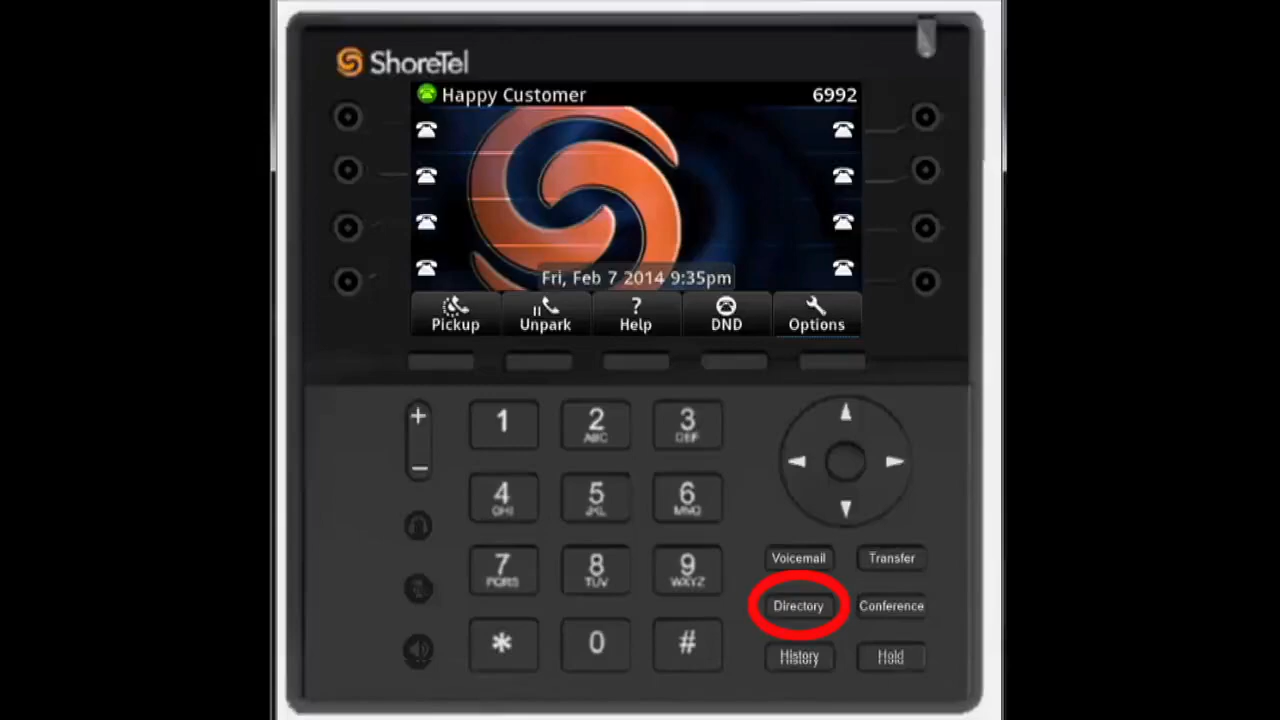 ShoreTel
Happy Customer 6992
Fri, Feb 7 2014 9:35pm
Pickup Unpark ? Help DND Options
+ 1 2 ABC 3 DEF
−
4 GHI 5 JKL 6 MNO
Voicemail Transfer
7 PQRS 8 TUV 9 WXYZ
Directory Conference
* 0 #
History Hold